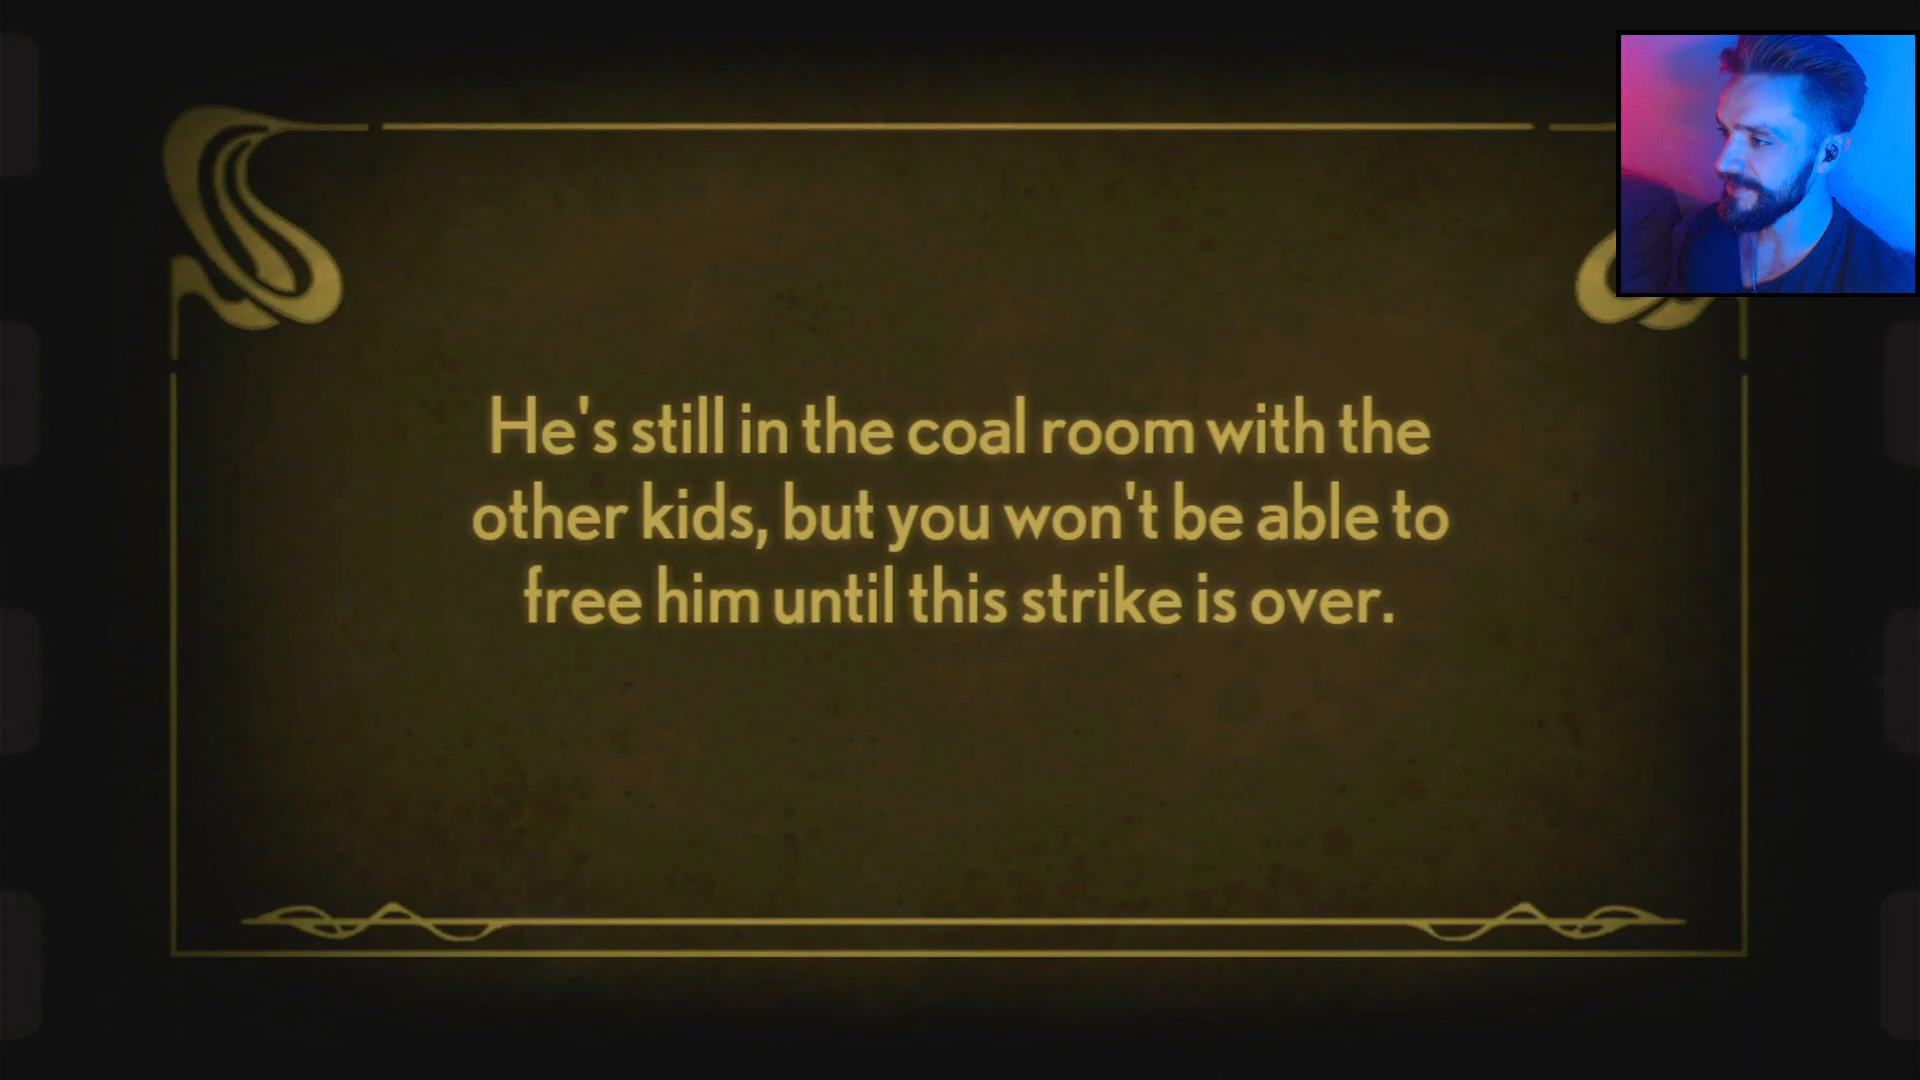 He's still in the coal room with the
other kids, but you won't be able to
free him until this strike is over.